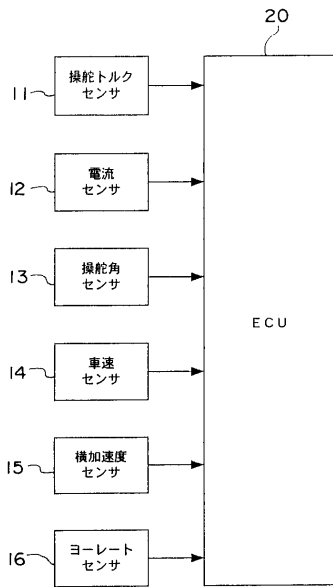 20
操舵トルク
センサ
11
電流
センサ
12
操舵角
センサ
13
ECU
車速
センサ
14
横加速度
センサ
15
ヨーレート
センサ
16